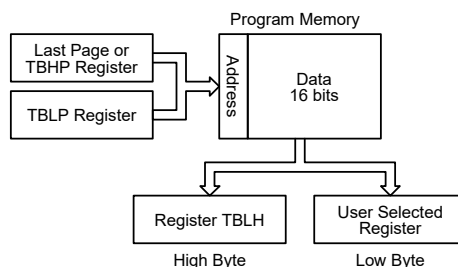 Program Memory
Last Page or
TBHP Register
TBLP Register
Address
Data
16 bits
Register TBLH
User Selected
Register
High Byte
Low Byte